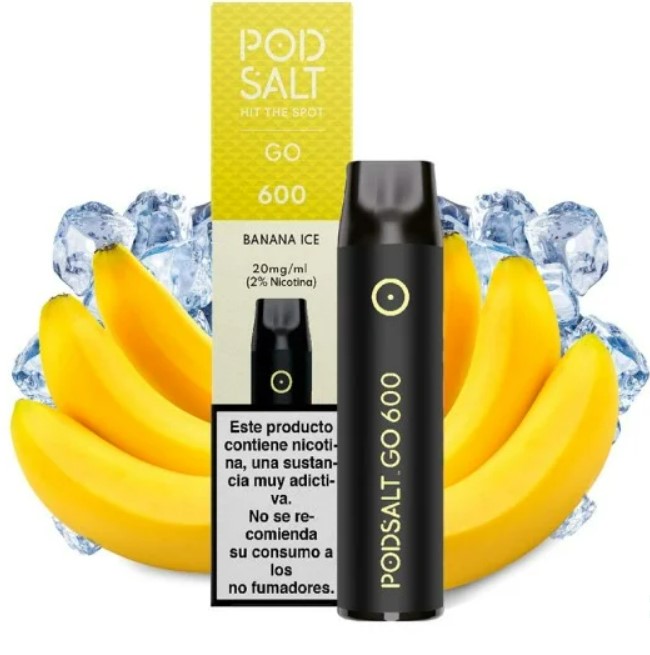 POD
SALT
HIT THE SPOT
GO
600
BANANA ICE
20mg/ml
(2% Nicotina)
Este producto
contiene nicoti-
na, una sustan-
cia muy adicti-
va.
No se re-
comienda
su consumo a
los
no fumadores.
PODSALT GO 600